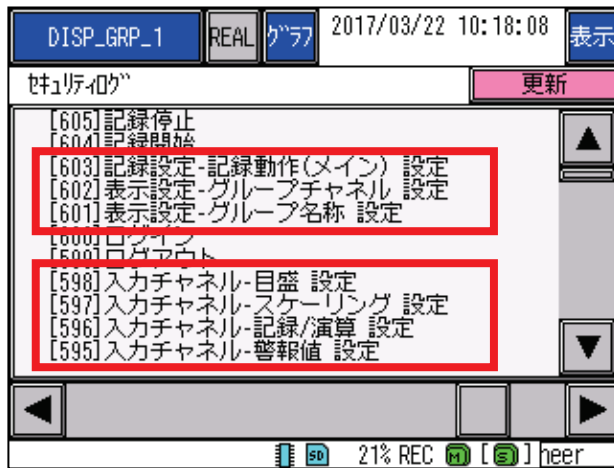 DISP_GRP_1 REAL グラフ 2017/03/22 10:18:08 表示
セキュリティログ 更新
[605]記録停止
[604]記録開始
[603]記録設定-記録動作(メイン) 設定
[602]表示設定-グループチャネル 設定
[601]表示設定-グループ名称 設定
[600]ログイン
[599]ログアウト
[598]入力チャネル-目盛 設定
[597]入力チャネル-スケーリング 設定
[596]入力チャネル-記録/演算 設定
[595]入力チャネル-警報値 設定
SD 21% REC M [S] heer